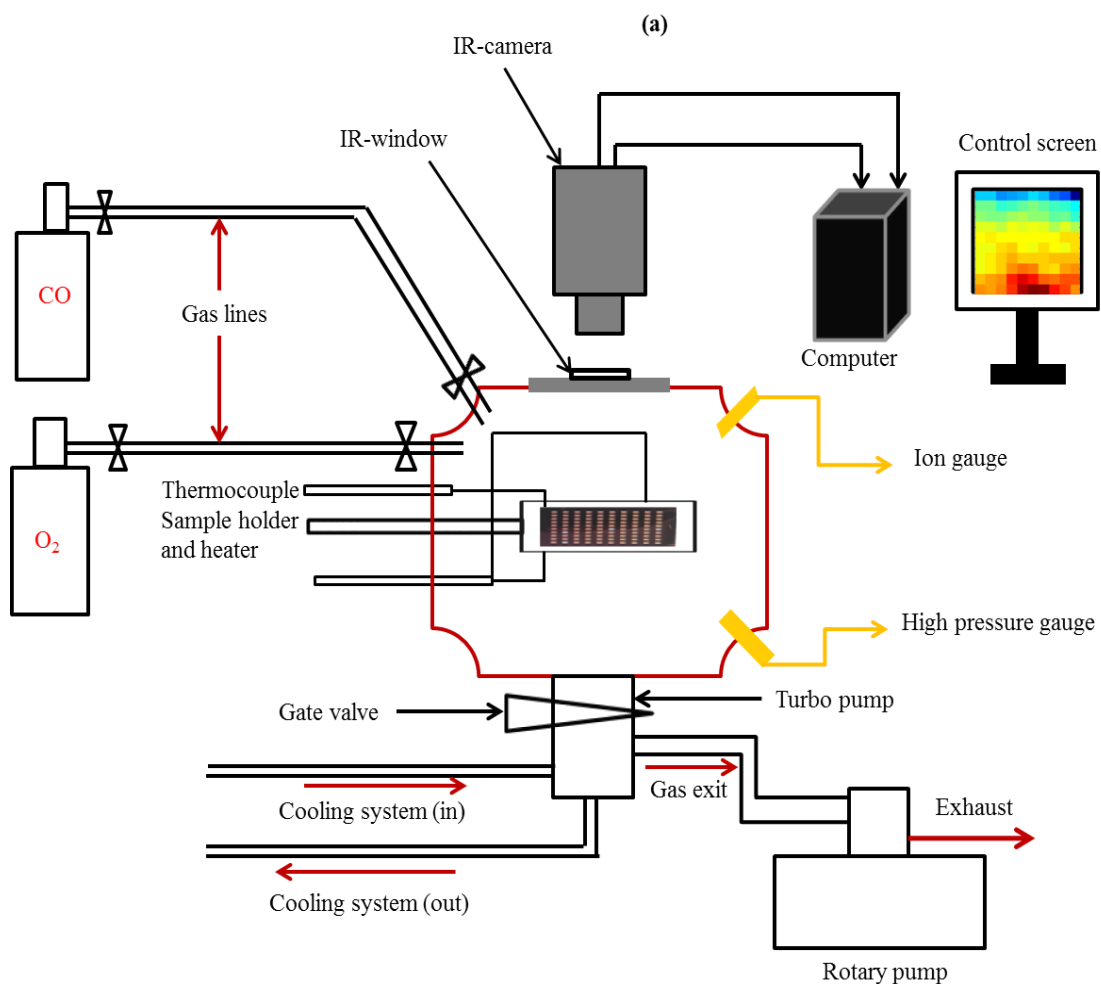 (a)
IR-camera
IR-window
Control screen
CO
Gas lines
Computer
Ion gauge
Thermocouple
Sample holder
and heater
O₂
High pressure gauge
Gate valve
Turbo pump
Gas exit
Cooling system (in)
Exhaust
Cooling system (out)
Rotary pump